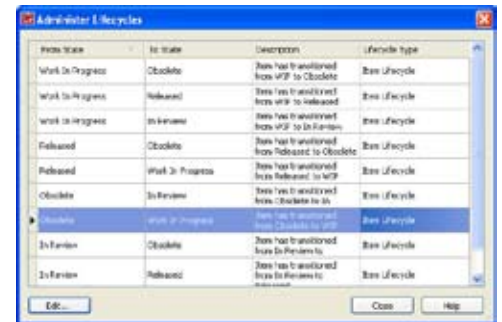 Administer Lifecycles
From State To State Description Lifecycle Type
Work In Progress Obsolete Item has transitioned Item Lifecycle
from WIP to Obsolete
Work In Progress Released Item has transitioned Item Lifecycle
from WIP to Released
Work In Progress In Review Item has transitioned Item Lifecycle
from WIP to In Review
Released Obsolete Item has transitioned Item Lifecycle
from Released to Obsolete
Released Work In Progress Item has transitioned Item Lifecycle
from Released to WIP
Obsolete In Review Item has transitioned Item Lifecycle
from Obsolete to In
Obsolete Work In Progress Item has transitioned Item Lifecycle
from Obsolete to WIP
In Review Obsolete Item has transitioned Item Lifecycle
from In Review to
In Review Released Item has transitioned Item Lifecycle
from In Review to
Released
Edit... Close Help